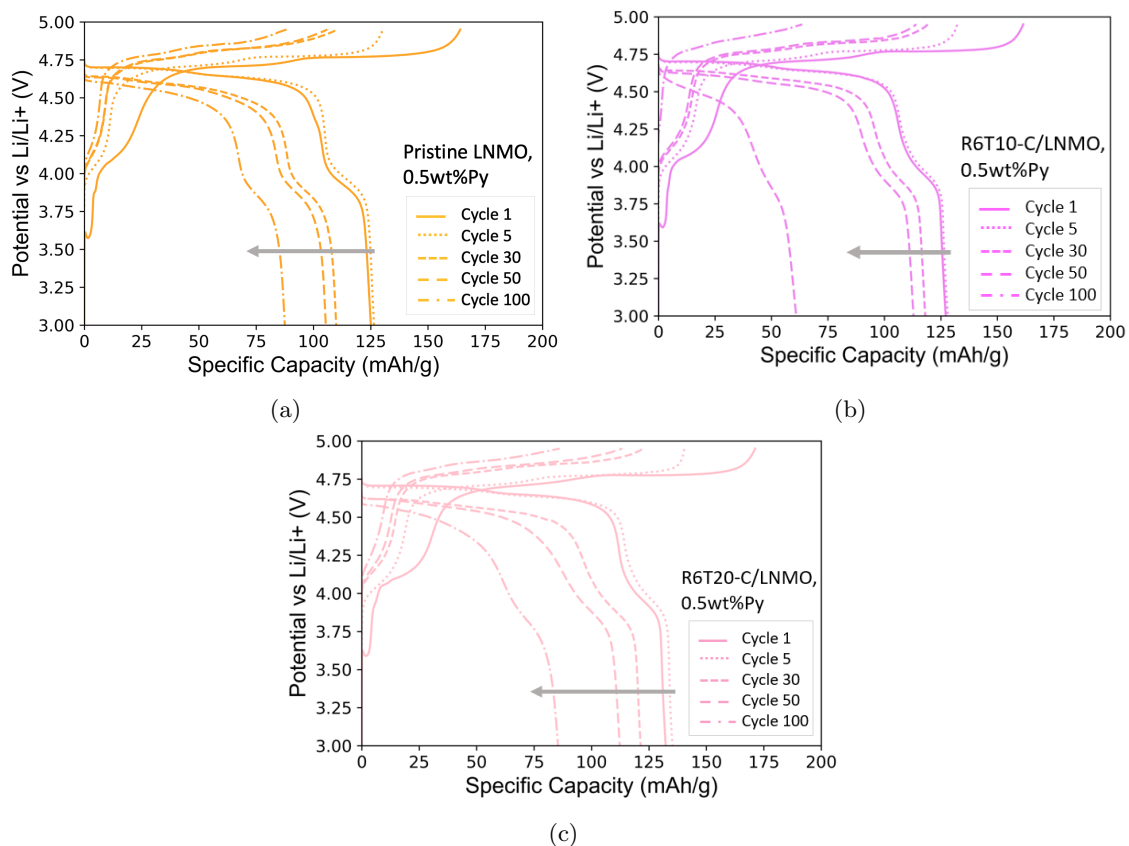 5.00
4.75
4.50
4.25
4.00
3.75
3.50
3.25
3.00
Potential vs Li/Li+ (V)
Pristine LNMO,
0.5wt%Py
Cycle 1
Cycle 5
Cycle 30
Cycle 50
Cycle 100
0 25 50 75 100 125 150 175 200
Specific Capacity (mAh/g)
(a)
5.00
4.75
4.50
4.25
4.00
3.75
3.50
3.25
3.00
Potential vs Li/Li+ (V)
R6T10-C/LNMO,
0.5wt%Py
Cycle 1
Cycle 5
Cycle 30
Cycle 50
Cycle 100
0 25 50 75 100 125 150 175 200
Specific Capacity (mAh/g)
(b)
5.00
4.75
4.50
4.25
4.00
3.75
3.50
3.25
3.00
Potential vs Li/Li+ (V)
R6T20-C/LNMO,
0.5wt%Py
Cycle 1
Cycle 5
Cycle 30
Cycle 50
Cycle 100
0 25 50 75 100 125 150 175 200
Specific Capacity (mAh/g)
(c)